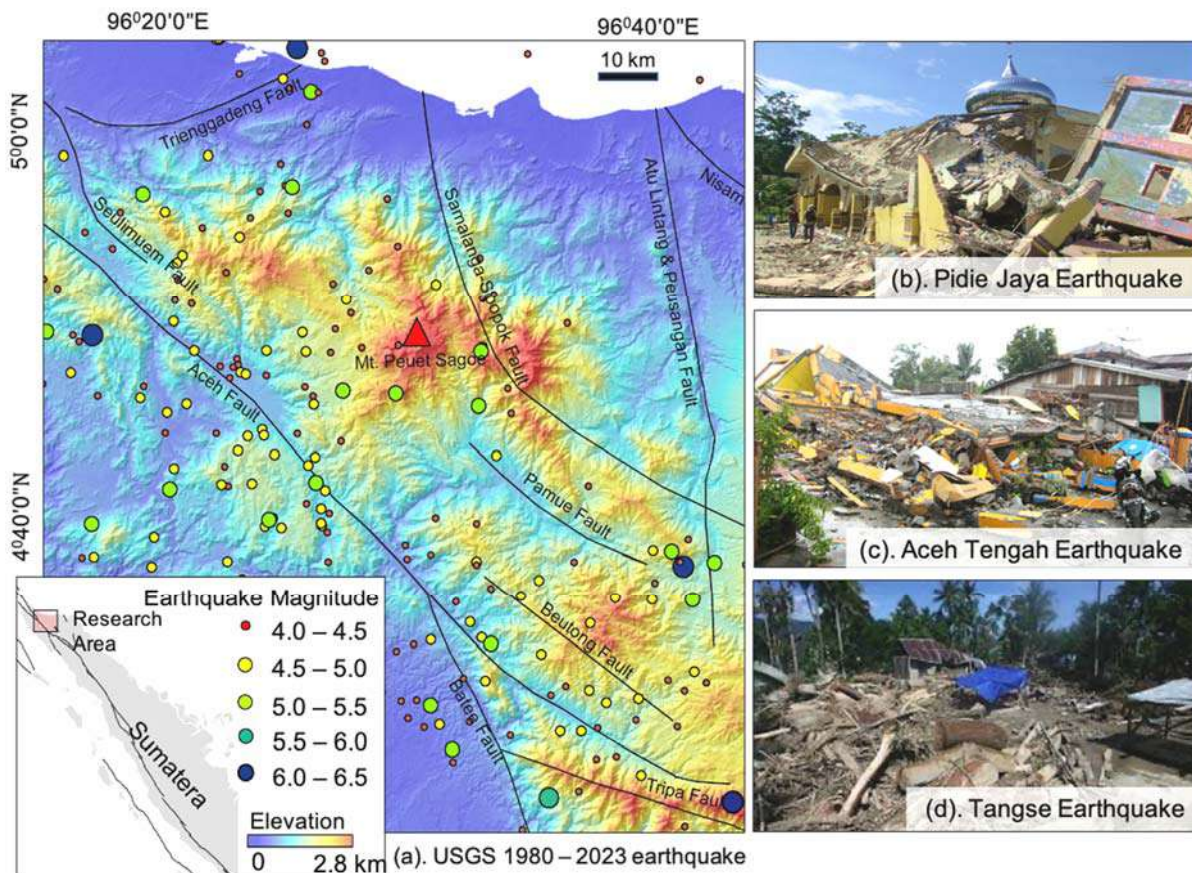 96⁰20'0"E
96⁰40'0"E
10 km
5⁰0'0"N
4⁰40'0"N
Trienggadeng Fault
Seulimuem Fault
Aceh Fault
Samalanga Sipopok Fault
Atu Lintang & Peusangan Fault
Nisam
Mt. Peuet Sagoe
Pamue Fault
Beutong Fault
Batee Fault
Tripa Fau
Research
Area
Sumatera
Earthquake Magnitude
4.0 – 4.5
4.5 – 5.0
5.0 – 5.5
5.5 – 6.0
6.0 – 6.5
Elevation
0
2.8 km
(a). USGS 1980 – 2023 earthquake
(b). Pidie Jaya Earthquake
(c). Aceh Tengah Earthquake
(d). Tangse Earthquake